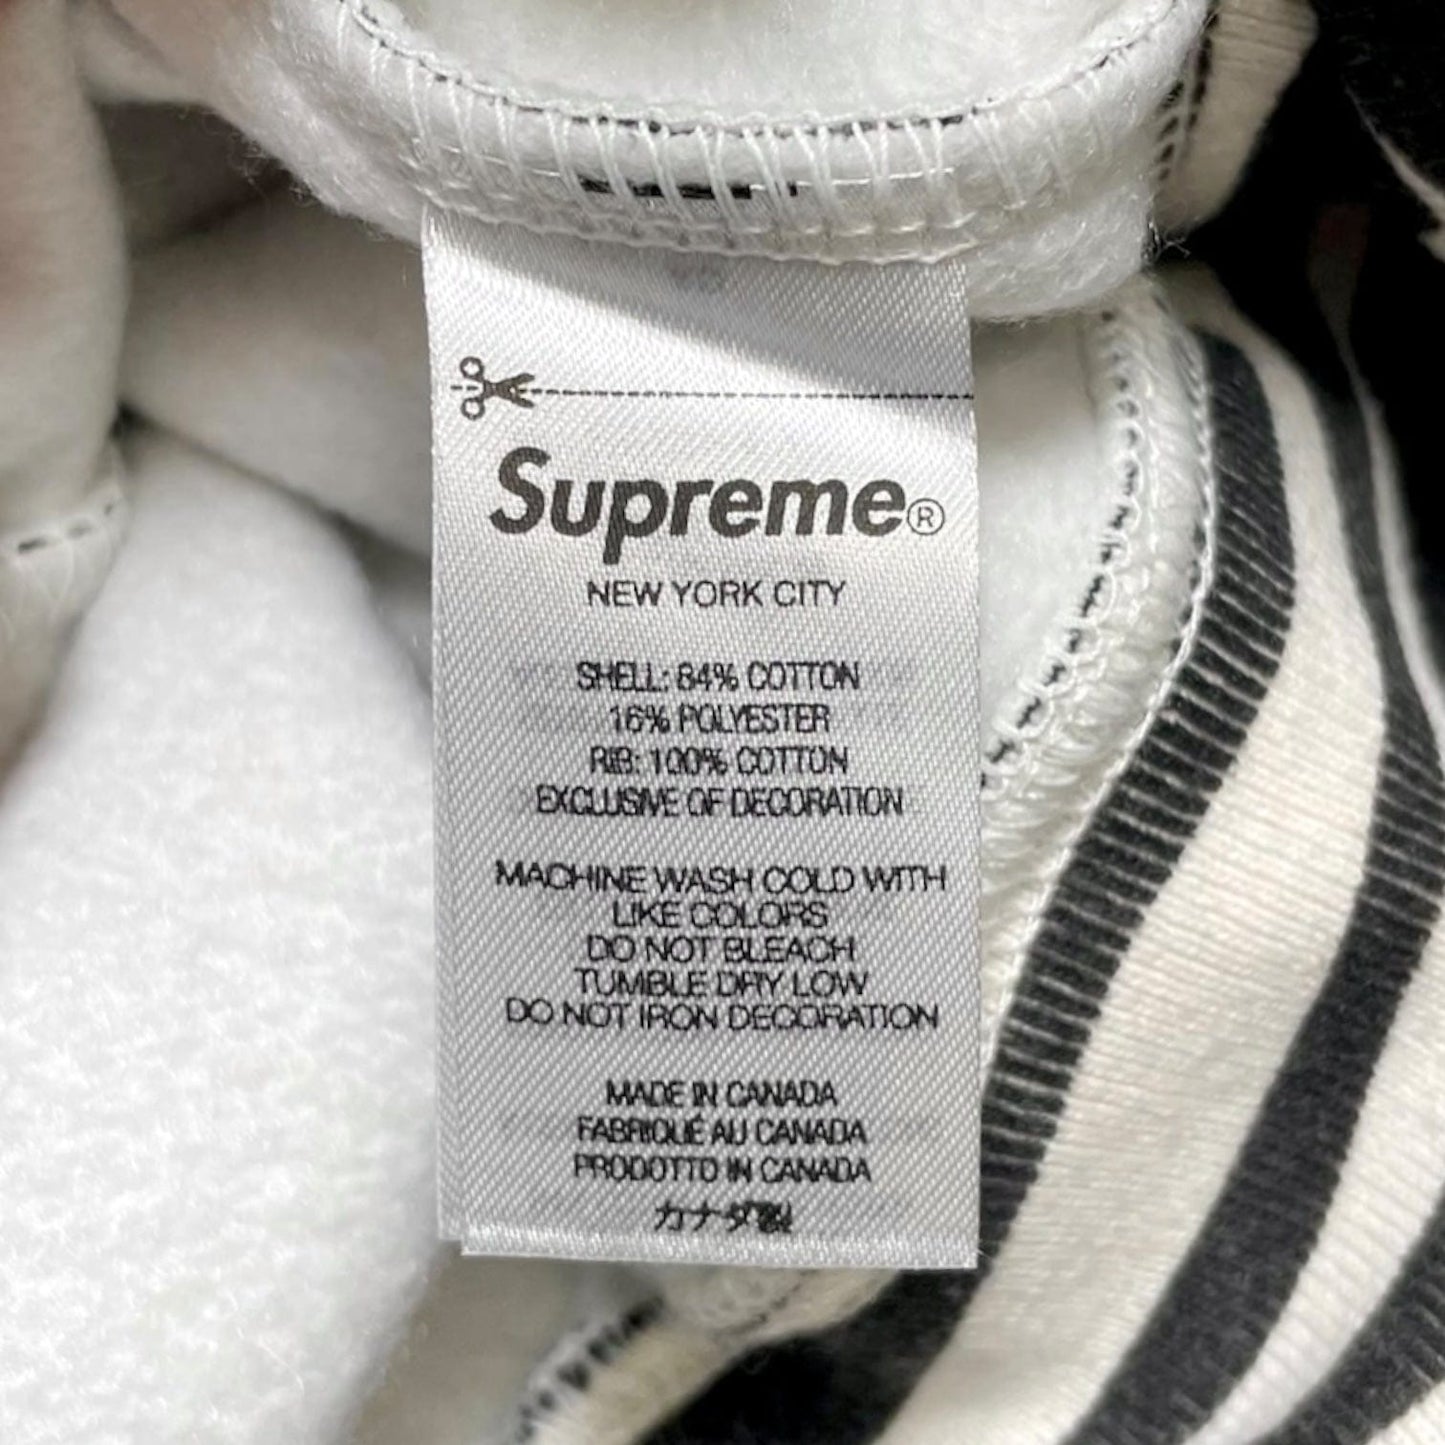 Supreme®
NEW YORK CITY
SHELL: 84% COTTON
16% POLYESTER
RIB: 100% COTTON
EXCLUSIVE OF DECORATION
MACHINE WASH COLD WITH
LIKE COLORS
DO NOT BLEACH
TUMBLE DRY LOW
DO NOT IRON DECORATION
MADE IN CANADA
FABRIQUÉ AU CANADA
PRODOTTO IN CANADA
カナダ製